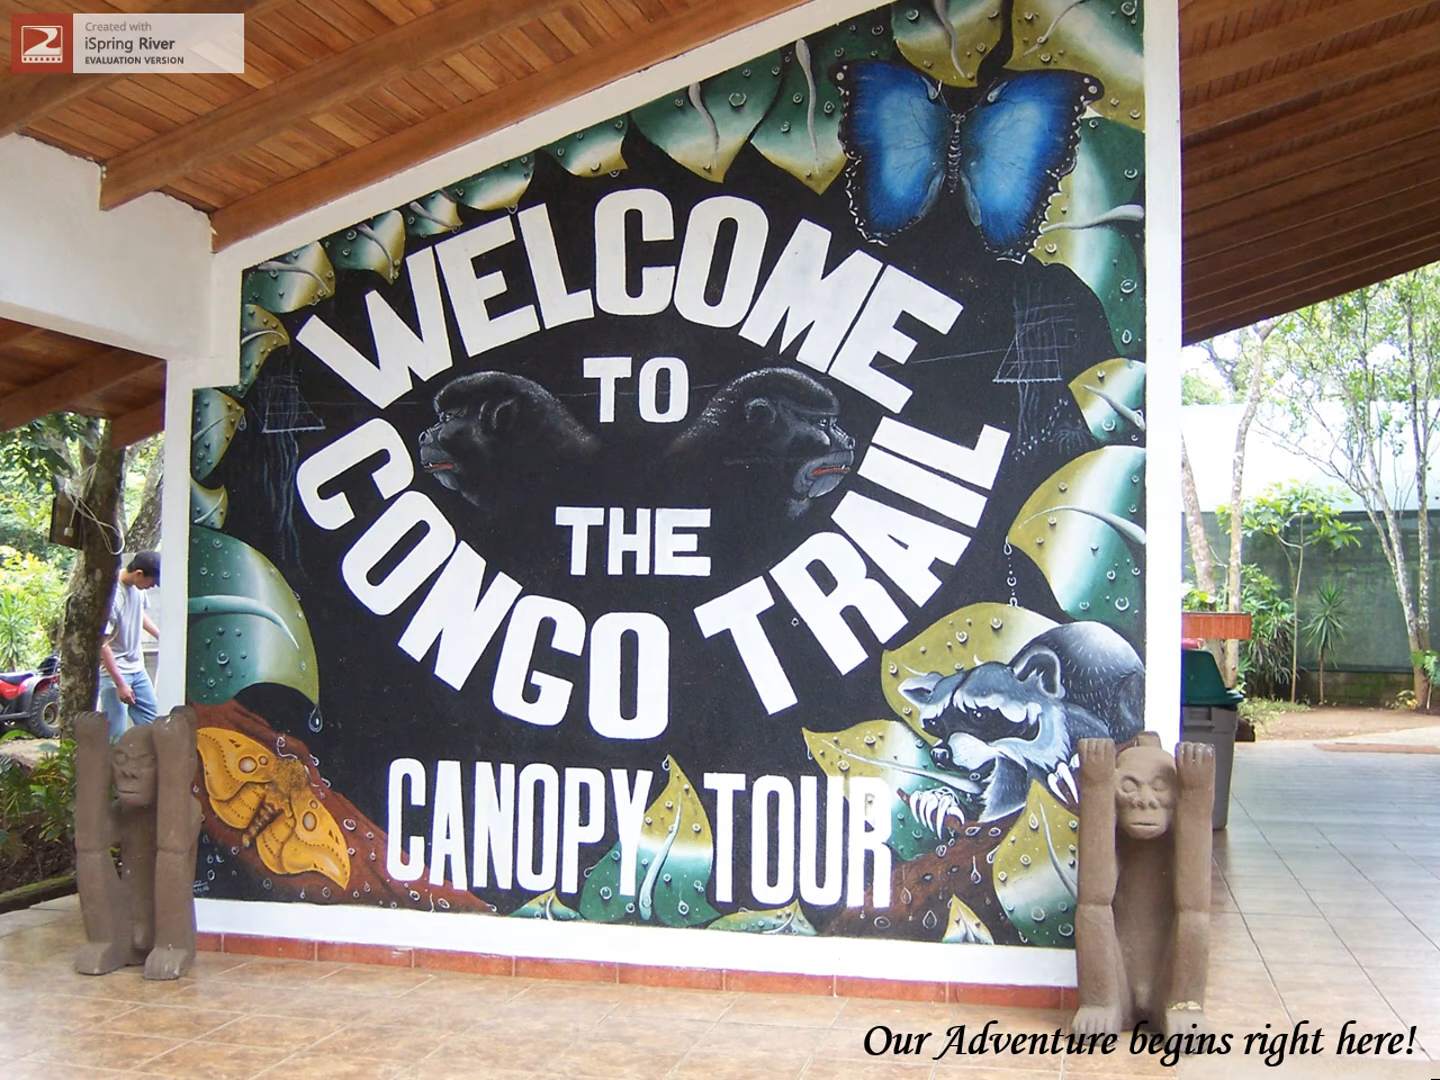 Created with
iSpring River
EVALUATION VERSION
WELCOME
TO
THE
CONGO TRAIL
CANOPY TOUR
Our Adventure begins right here!